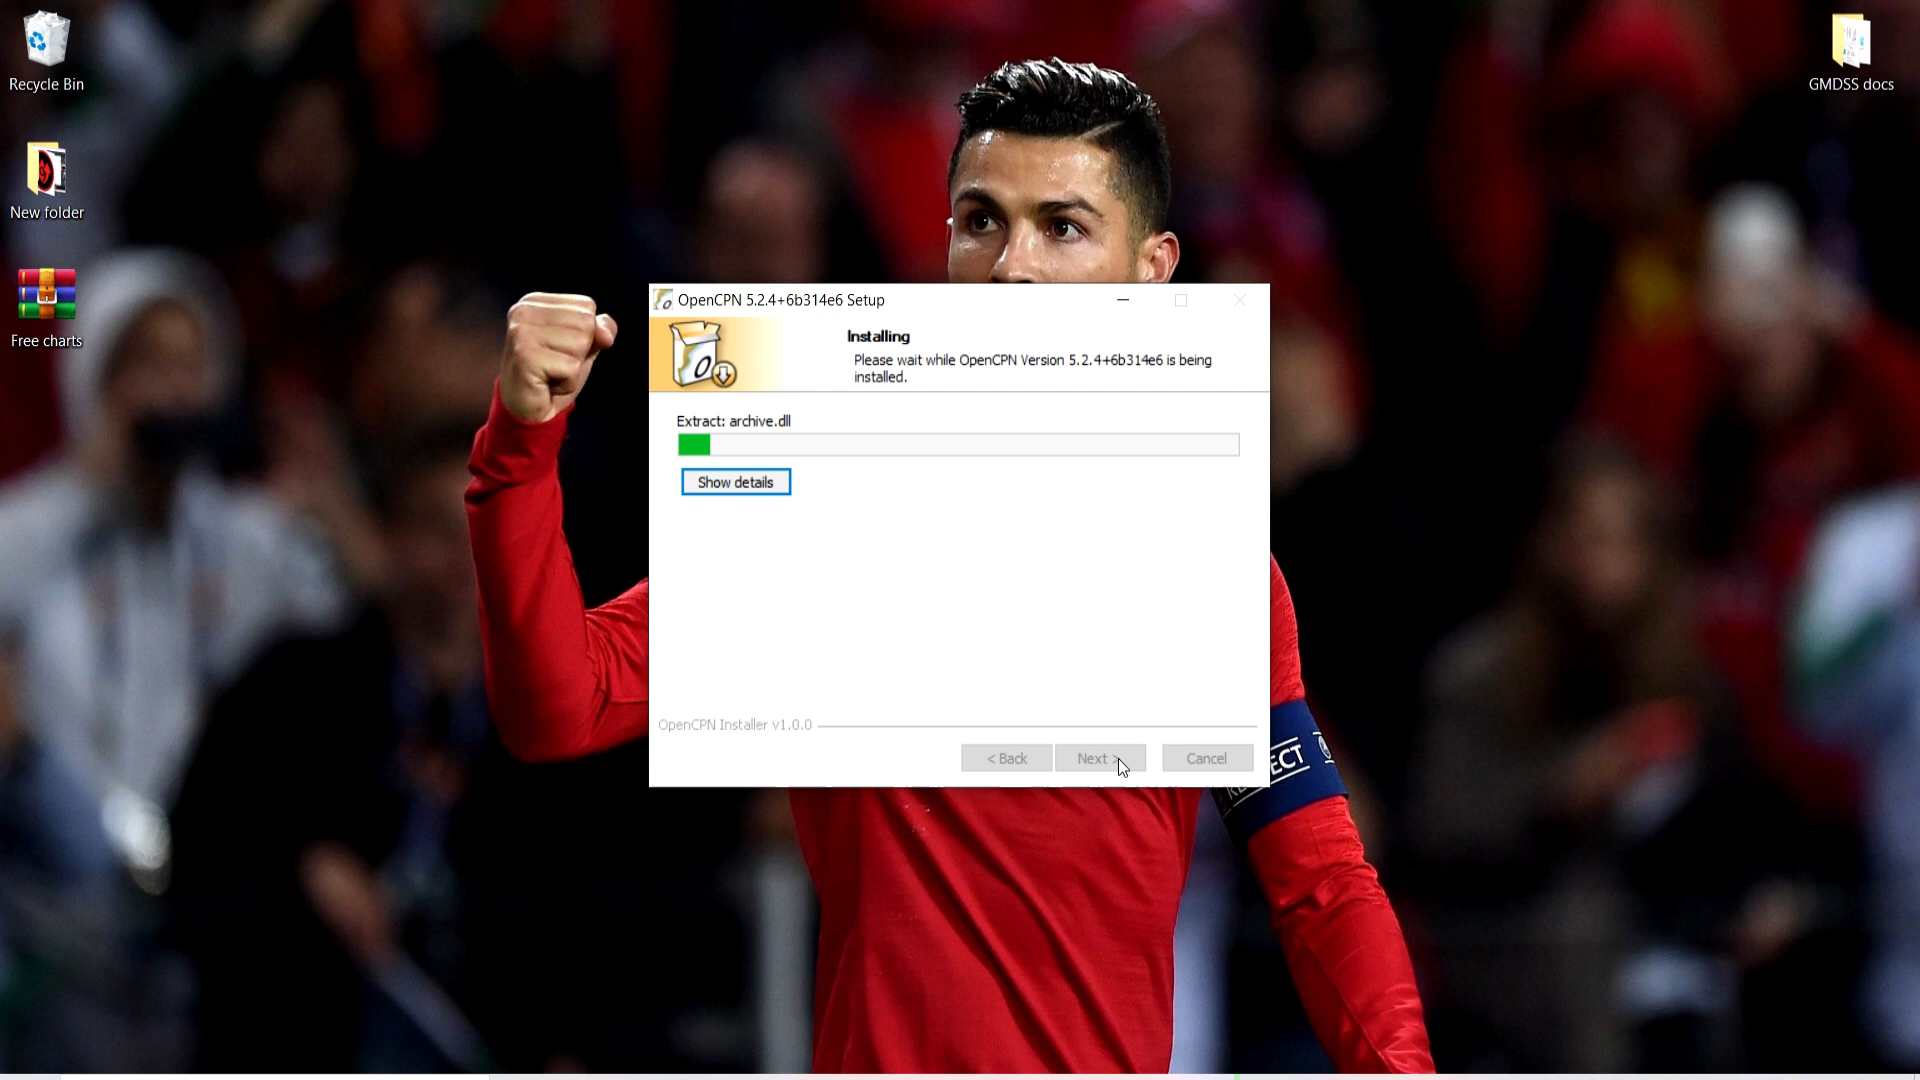 Recycle Bin
GMDSS docs
New folder
Free charts
OpenCPN 5.2.4+6b314e6 Setup
Installing
Please wait while OpenCPN Version 5.2.4+6b314e6 is being
installed.
Extract: archive.dll
Show details
OpenCPN Installer v1.0.0
< Back
Next >
Cancel